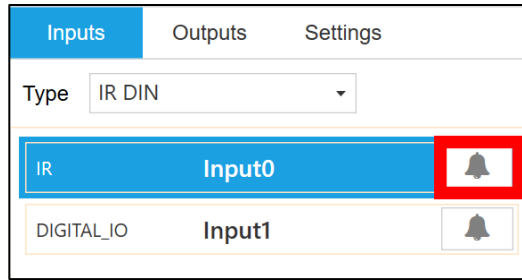 Inputs Outputs Settings
Type IR DIN
IR Input0
DIGITAL_IO Input1